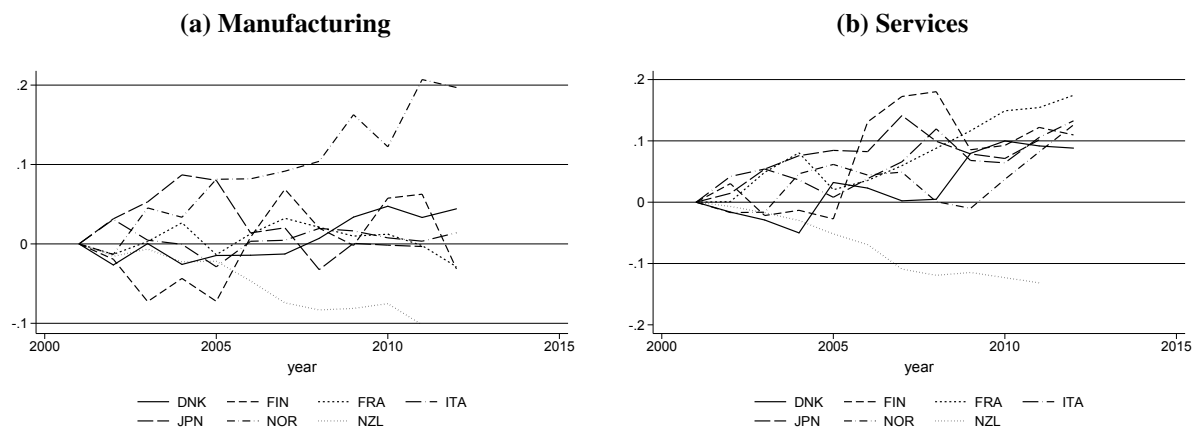 (a) Manufacturing
.2
.1
0
-.1
2000 2005 2010 2015
year
DNK FIN FRA ITA
JPN NOR NZL
(b) Services
.2
.1
0
-.1
-.2
2000 2005 2010 2015
year
DNK FIN FRA ITA
JPN NOR NZL